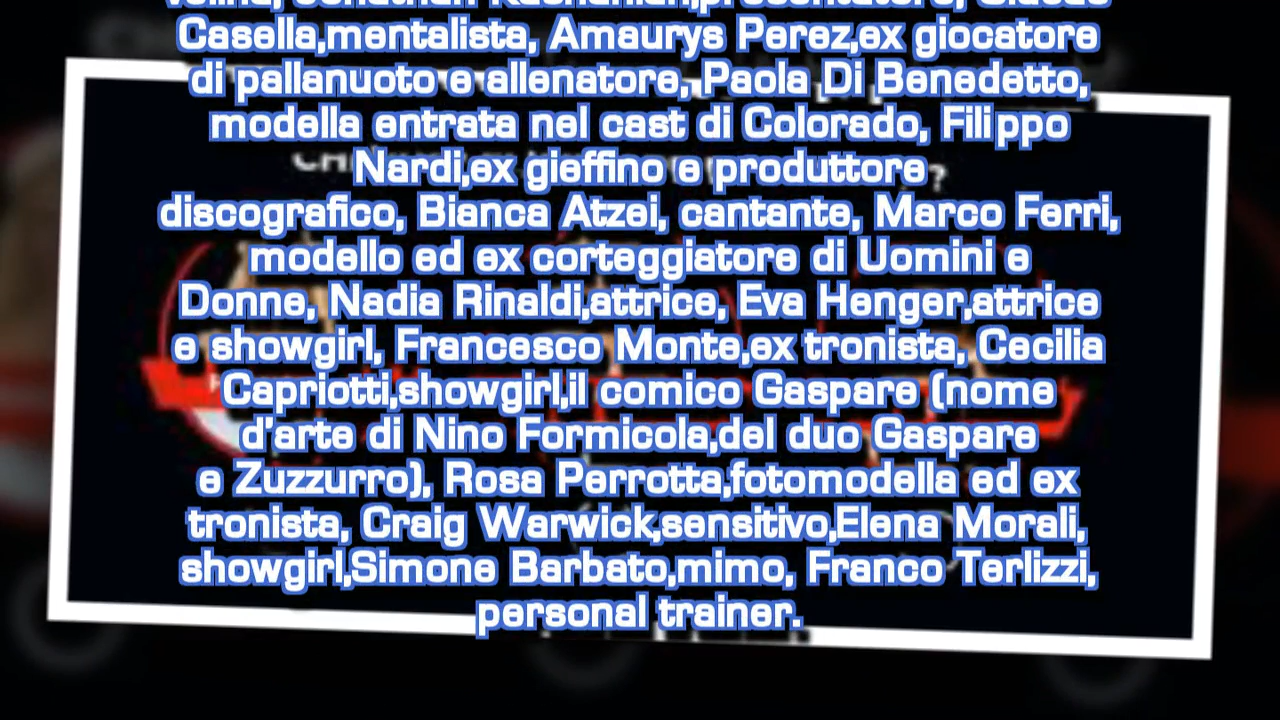 Casella,mentalista, Amaurys Perez,ex giocatore
di pallanuoto e allenatore, Paola Di Benedetto,
modella entrata nel cast di Colorado, Filippo
Nardi,ex gieffino e produttore
discografico, Bianca Atzei, cantante, Marco Ferri,
modello ed ex corteggiatore di Uomini e
Donne, Nadia Rinaldi,attrice, Eva Henger,attrice
e showgirl, Francesco Monte,ex tronista, Cecilia
Capriotti,showgirl,il comico Gaspare (nome
d'arte di Nino Formicola,del duo Gaspare
e Zuzzurro), Rosa Perrotta,fotomodella ed ex
tronista, Craig Warwick,sensitivo,Elena Morali,
showgirl,Simone Barbato,mimo, Franco Terlizzi,
personal trainer.